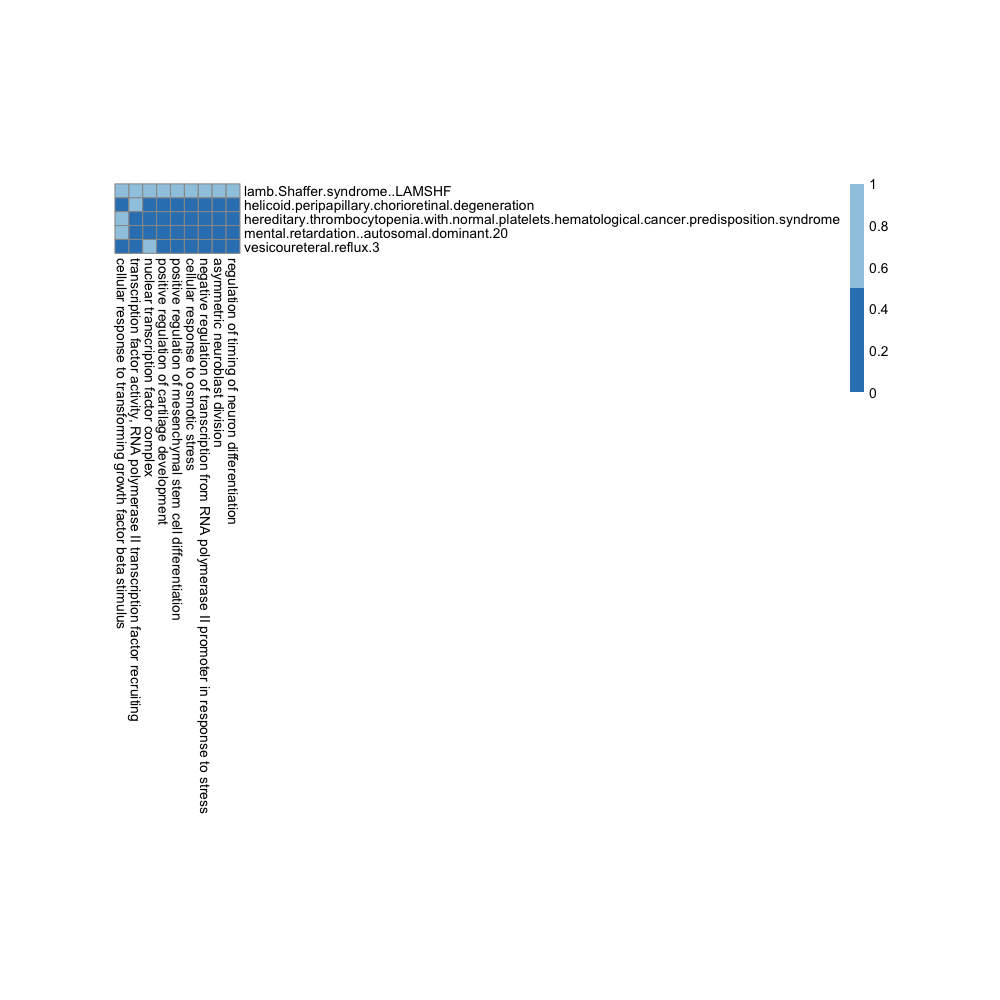 lamb.Shaffer.syndrome..LAMSHF
helicoid.peripapillary.chorioretinal.degeneration
hereditary.thrombocytopenia.with.normal.platelets.hematological.cancer.predisposition.syndrome
mental.retardation..autosomal.dominant.20
vesicoureteral.reflux.3
cellular response to transforming growth factor beta stimulus
transcription factor activity, RNA polymerase II transcription factor recruiting
nuclear transcription factor complex
positive regulation of cartilage development
positive regulation of mesenchymal stem cell differentiation
cellular response to osmotic stress
negative regulation of transcription from RNA polymerase II promoter in response to stress
asymmetric neuroblast division
regulation of timing of neuron differentiation
1
0.8
0.6
0.4
0.2
0